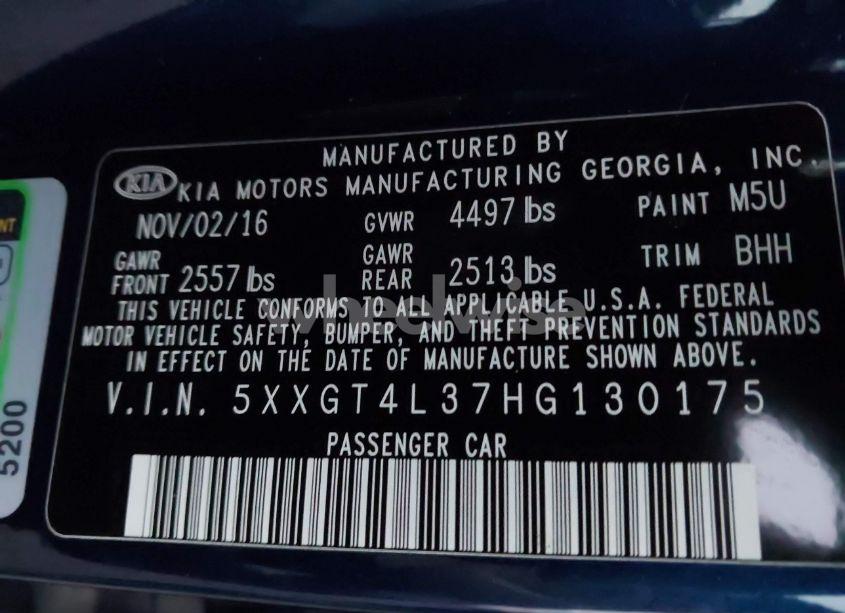 MANUFACTURED BY
KIA KIA MOTORS MANUFACTURING GEORGIA, INC.
NOV/02/16 GVWR 4497 lbs PAINT M5U
GAWR FRONT 2557 lbs GAWR REAR 2513 lbs TRIM BHH
THIS VEHICLE CONFORMS TO ALL APPLICABLE U.S.A. FEDERAL
MOTOR VEHICLE SAFETY, BUMPER, AND THEFT PREVENTION STANDARDS
IN EFFECT ON THE DATE OF MANUFACTURE SHOWN ABOVE.
V.I.N. 5XXGT4L37HG130175
PASSENGER CAR
wheelwise
5200